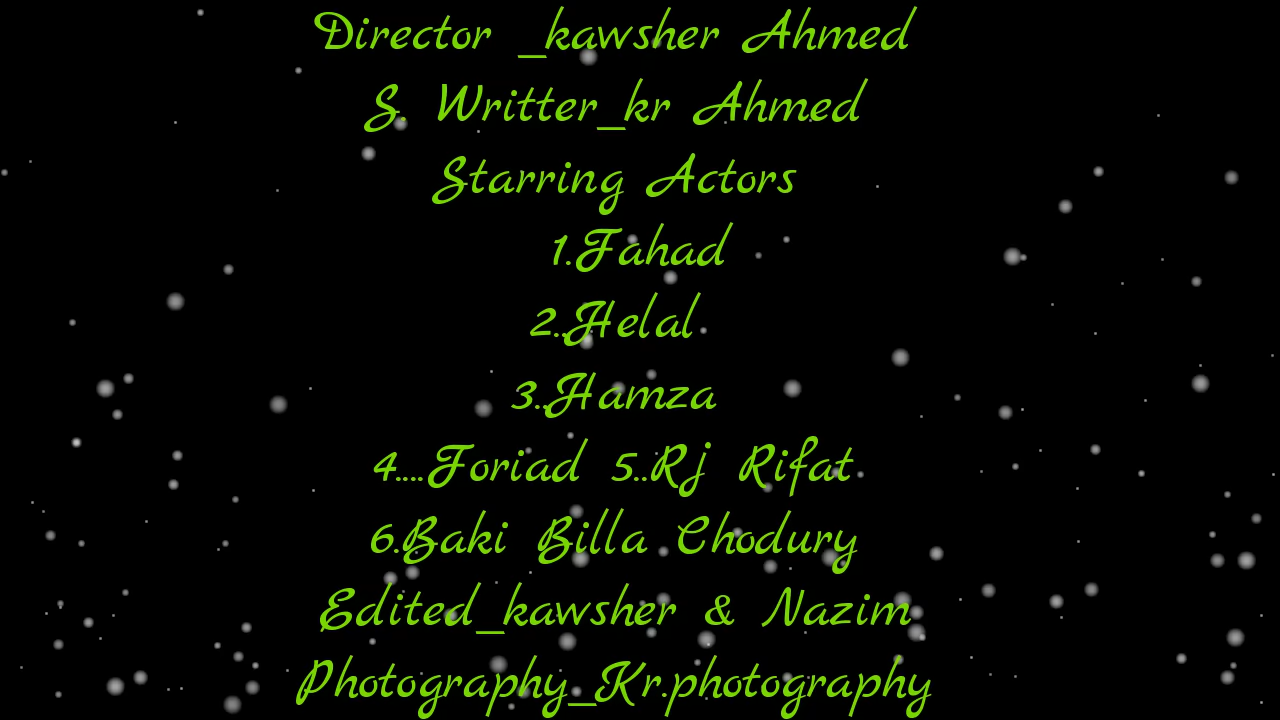 Director _kawsher Ahmed
S. Writter_kr Ahmed
Starring Actors
1.Fahad
2..Helal
3..Hamza
4....Foriad 5..Rj Rifat
6.Baki Billa Chodury
Edited_kawsher & Nazim
Photography_Kr.photography